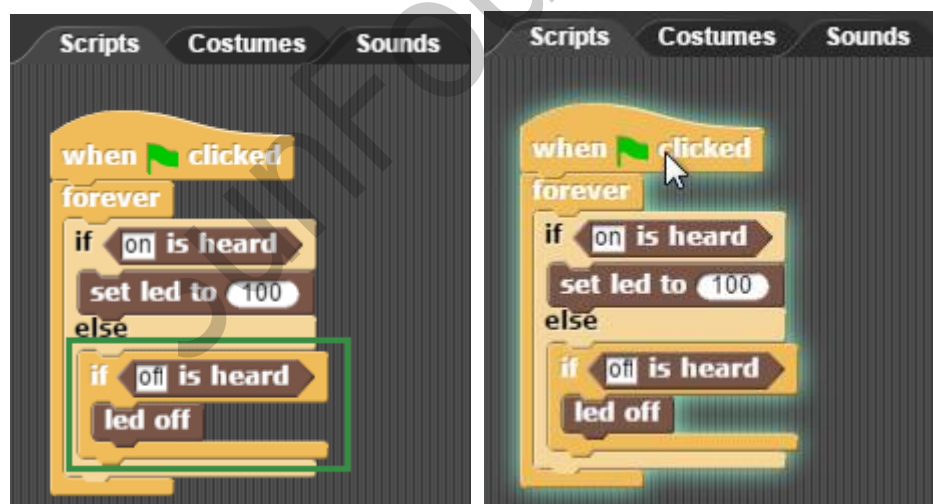 Scripts Costumes Sounds
when clicked
forever
if on is heard
set led to 100
else
if off is heard
led off
Scripts Costumes Sounds
when clicked
forever
if on is heard
set led to 100
else
if off is heard
led off